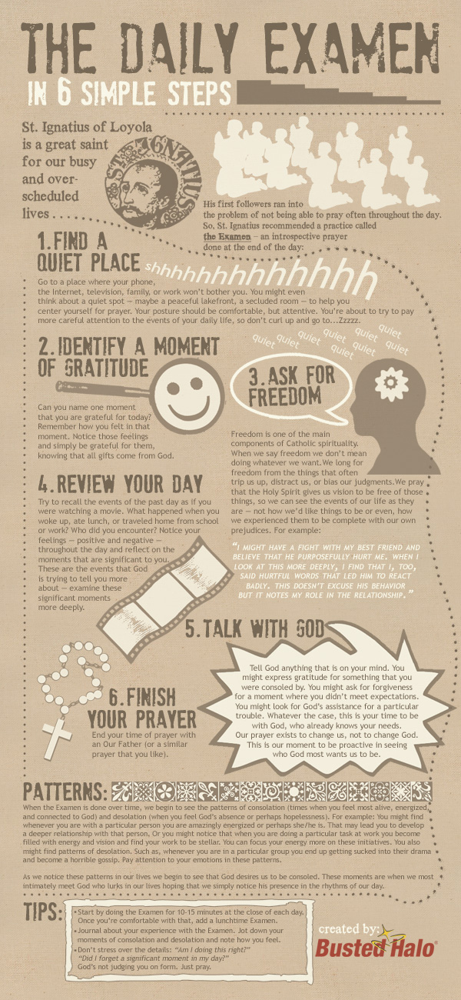 THE DAILY EXAMEN
IN 6 SIMPLE STEPS
St. Ignatius of Loyola
is a great saint
for our busy
and over-
scheduled
lives
ST. IGNATIUS
His first followers ran into
the problem of not being able to pray often throughout the day.
So, St. Ignatius recommended a practice called
the Examen – an introspective prayer
done at the end of the day:
1.FIND A
QUIET PLACE
shhhhhhhhhhhhhhhh
Go to a place where your phone,
the Internet, television, family, or work won't bother you. You might even
think about a quiet spot — maybe a peaceful lakefront, a secluded room — to help you
center yourself for prayer. Your posture should be comfortable, but attentive. You're about to try to pay
more careful attention to the events of your daily life, so don't curl up and go to...Zzzzz.
quiet quiet quiet quiet quiet quiet
quiet quiet quiet quiet
2.IDENTIFY A MOMENT
OF GRATITUDE
Can you name one moment
that you are grateful for today?
Remember how you felt in that
moment. Notice those feelings
and simply be grateful for them,
knowing that all gifts come from God.
3.ASK FOR
FREEDOM
Freedom is one of the main
components of Catholic spirituality.
When we say freedom we don't mean
doing whatever we want.We long for
freedom from the things that often
trip us up, distract us, or bias our judgments.We pray
that the Holy Spirit gives us vision to be free of those
things, so we can see the events of our life as they
are — not how we'd like things to be or even, how
we experienced them to be complete with our own
prejudices. For example:
"I MIGHT HAVE A FIGHT WITH MY BEST FRIEND AND
BELIEVE THAT HE PURPOSEFULLY HURT ME. WHEN I
LOOK AT THIS MORE DEEPLY, I FIND THAT I, TOO,
SAID HURTFUL WORDS THAT LED HIM TO REACT
BADLY. THIS DOESN'T EXCUSE HIS BEHAVIOR
BUT IT NOTES MY ROLE IN THE RELATIONSHIP."
4.REVIEW YOUR DAY
Try to recall the events of the past day as if you
were watching a movie. What happened when you
woke up, ate lunch, or traveled home from school
or work? Who did you encounter? Notice your
feelings — positive and negative —
throughout the day and reflect on the
moments that are significant to you.
These are the events that God
is trying to tell you more
about — examine these
significant moments
more deeply.
5.TALK WITH GOD
Tell God anything that is on your mind. You
might express gratitude for something that you
were consoled by. You might ask for forgiveness
for a moment where you didn't meet expectations.
You might look for God's assistance for a particular
trouble. Whatever the case, this is your time to be
with God, who already knows your needs.
Our prayer exists to change us, not to change God.
This is our moment to be proactive in seeing
who God most wants us to be.
6.FINISH
YOUR PRAYER
End your time of prayer with
an Our Father (or a similar
prayer that you like).
PATTERNS:
When the Examen is done over time, we begin to see the patterns of consolation (times when you feel most alive, energized,
and connected to God) and desolation (when you feel God's absence or perhaps hopelessness). For example: You might find
whenever you are with a particular person you are amazingly energized or perhaps she/he is. That may lead you to develop
a deeper relationship with that person, Or you might notice that when you are doing a particular task at work you become
filled with energy and vision and find your work to be stellar. You can focus your energy more on these initiatives. You also
might find patterns of desolation. Such as, whenever you are in a particular group you end up getting sucked into their drama
and become a horrible gossip. Pay attention to your emotions in these patterns.
As we notice these patterns in our lives we begin to see that God desires us to be consoled. These moments are when we most
intimately meet God who lurks in our lives hoping that we simply notice his presence in the rhythms of our day.
TIPS:
•Start by doing the Examen for 10-15 minutes at the close of each day.
Once you're comfortable with that, add a lunchtime Examen.
•Journal about your experience with the Examen. Jot down your
moments of consolation and desolation and note how you feel.
•Don't stress over the details: "Am I doing this right?"
"Did I forget a significant moment in my day?"
God's not judging you on form. Just pray.
created by:
Busted Halo®